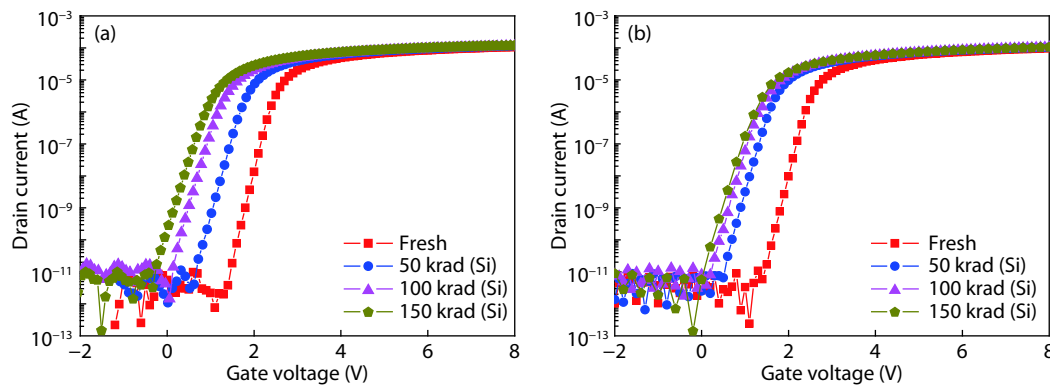 (a)
Drain current (A)
10⁻³
10⁻⁵
10⁻⁷
10⁻⁹
10⁻¹¹
10⁻¹³
Fresh
50 krad (Si)
100 krad (Si)
150 krad (Si)
−2 0 2 4 6 8
Gate voltage (V)
(b)
Drain current (A)
10⁻³
10⁻⁵
10⁻⁷
10⁻⁹
10⁻¹¹
10⁻¹³
Fresh
50 krad (Si)
100 krad (Si)
150 krad (Si)
−2 0 2 4 6 8
Gate voltage (V)